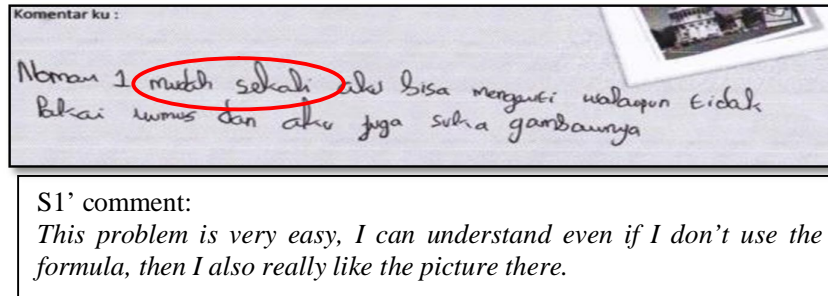 Komentar ku :
Nomor 1 mudah sekali aku bisa mengerti walaupun tidak
Pakai rumus dan aku juga suka gambarnya
S1’ comment:
This problem is very easy, I can understand even if I don’t use the
formula, then I also really like the picture there.